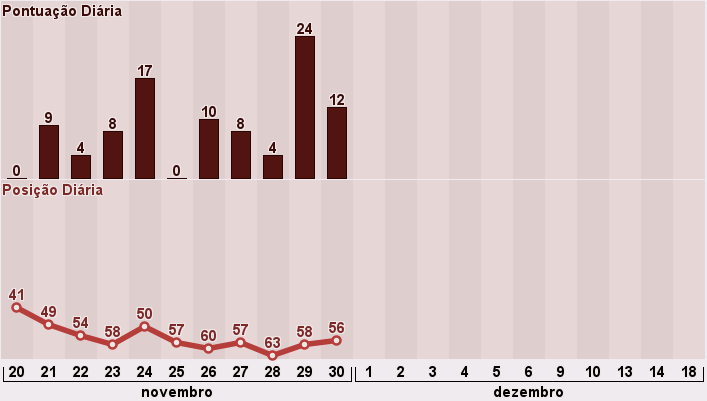 Pontuação Diária
0 9 4 8 17 0 10 8 4 24 12
Posição Diária
41 49 54 58 50 57 60 57 63 58 56
20 21 22 23 24 25 26 27 28 29 30 1 2 3 4 5 6 9 10 13 14 18
novembro dezembro